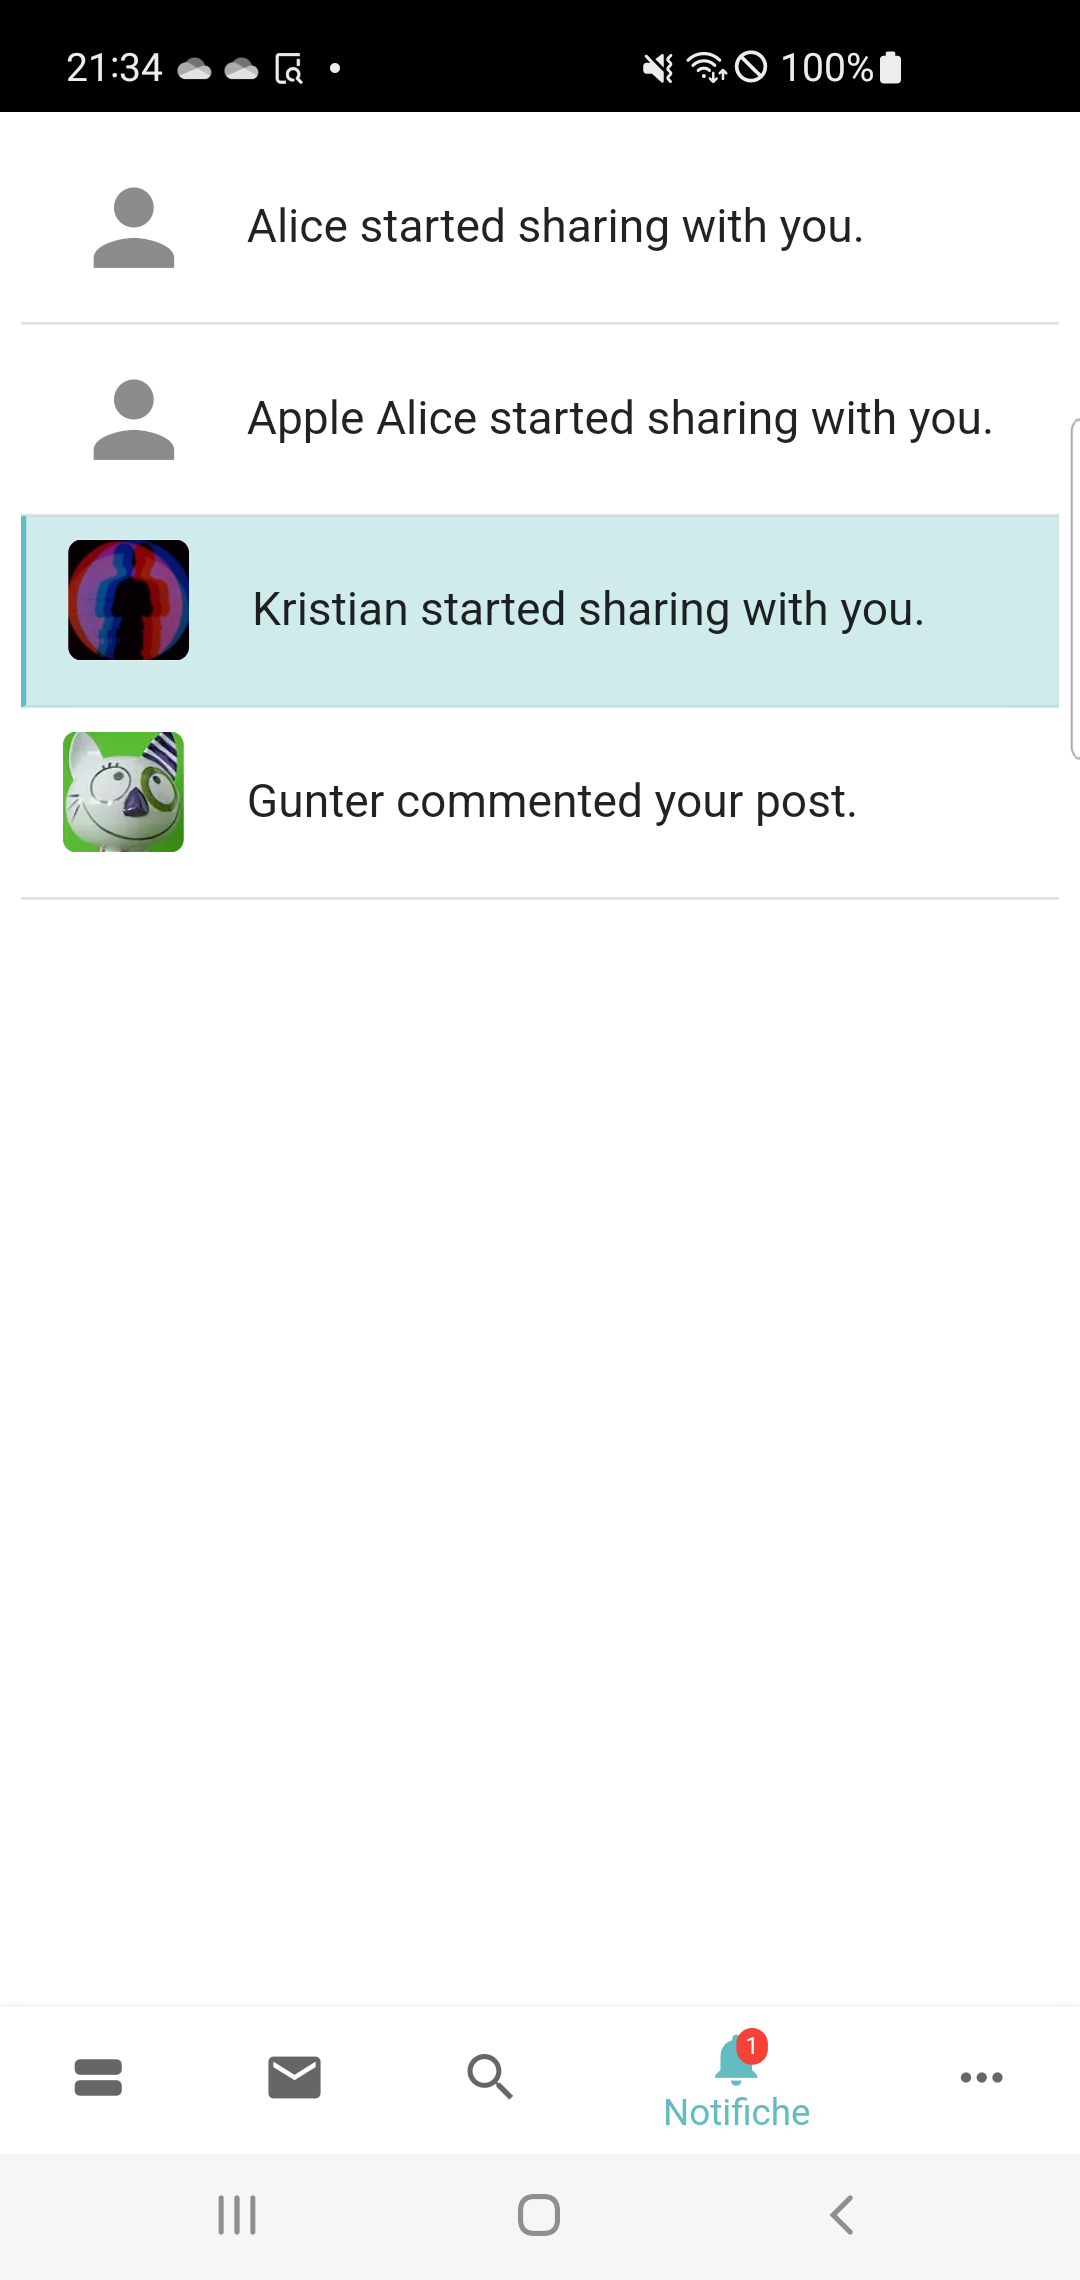 21:34 100%
Alice started sharing with you.
Apple Alice started sharing with you.
Kristian started sharing with you.
Gunter commented your post.
1
Notifiche